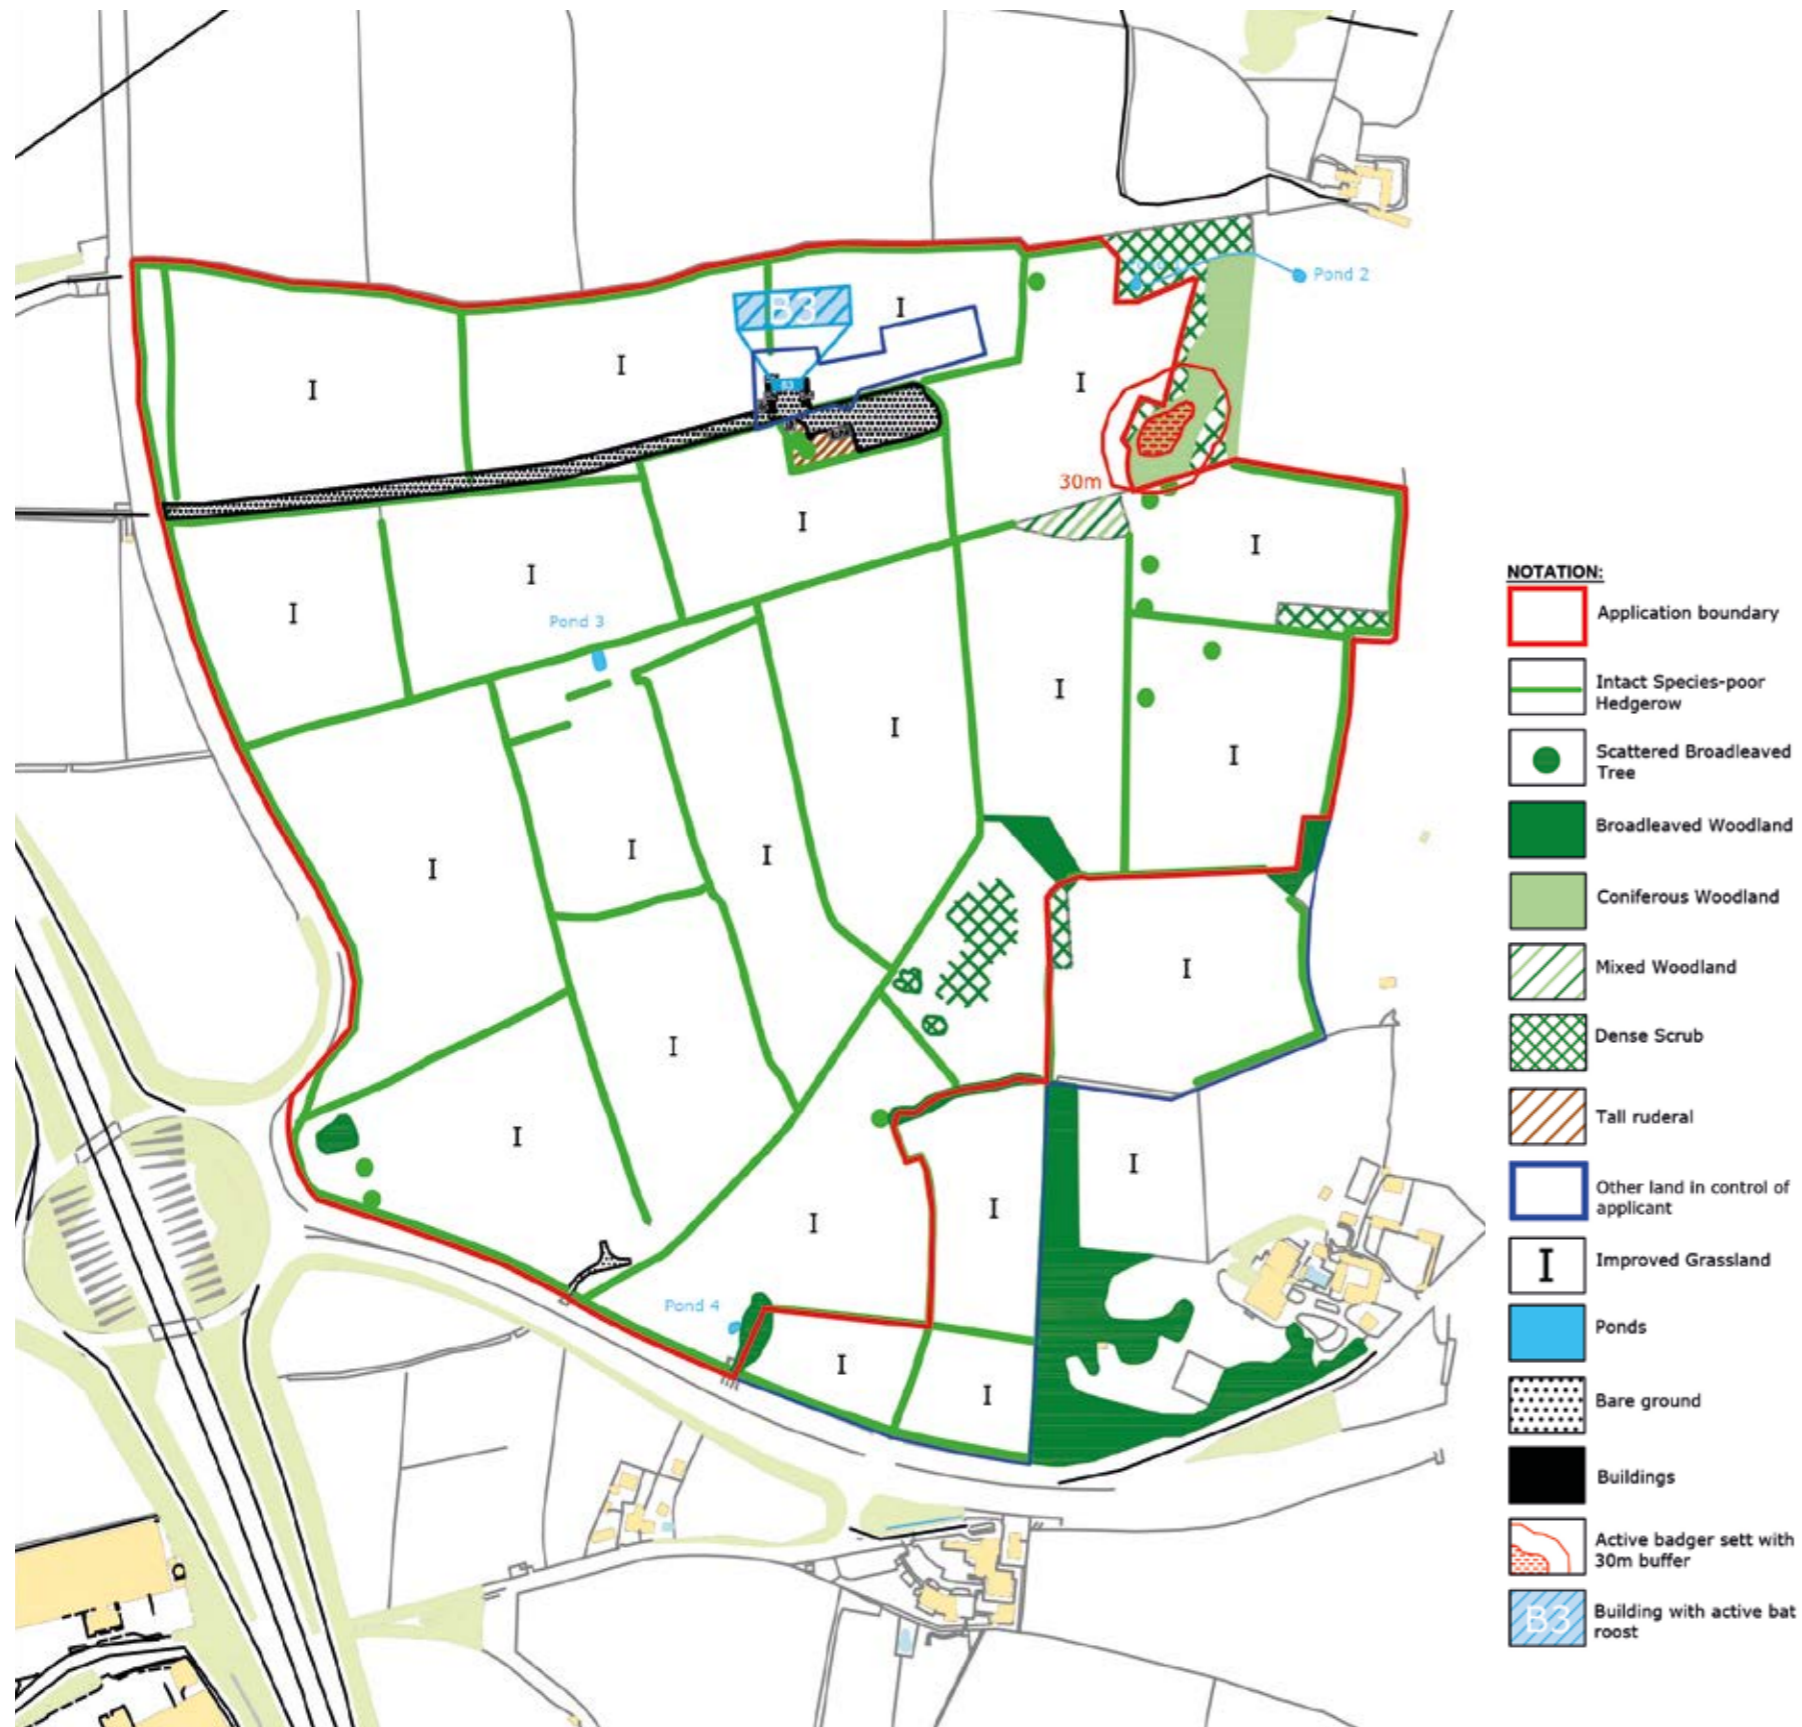 Pond 2
B3
I
I
B3
I
I
30m
I
I
I
I
Pond 3
I
I
I
I
I
I
I
I
I
I
I
I
Pond 4
I
I
I
NOTATION:
Application boundary
Intact Species-poor
Hedgerow
Scattered Broadleaved
Tree
Broadleaved Woodland
Coniferous Woodland
Mixed Woodland
Dense Scrub
Tall ruderal
Other land in control of
applicant
I
Improved Grassland
Ponds
Bare ground
Buildings
Active badger sett with
30m buffer
B3
Building with active bat
roost